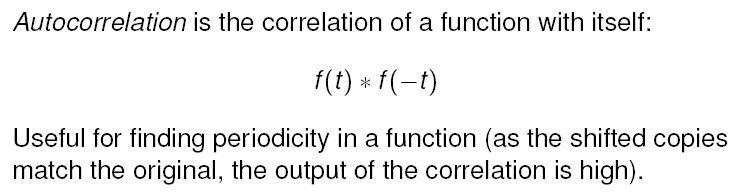 Autocorrelation is the correlation of a function with itself:
f(t) ∗ f(−t)
Useful for finding periodicity in a function (as the shifted copies
match the original, the output of the correlation is high).